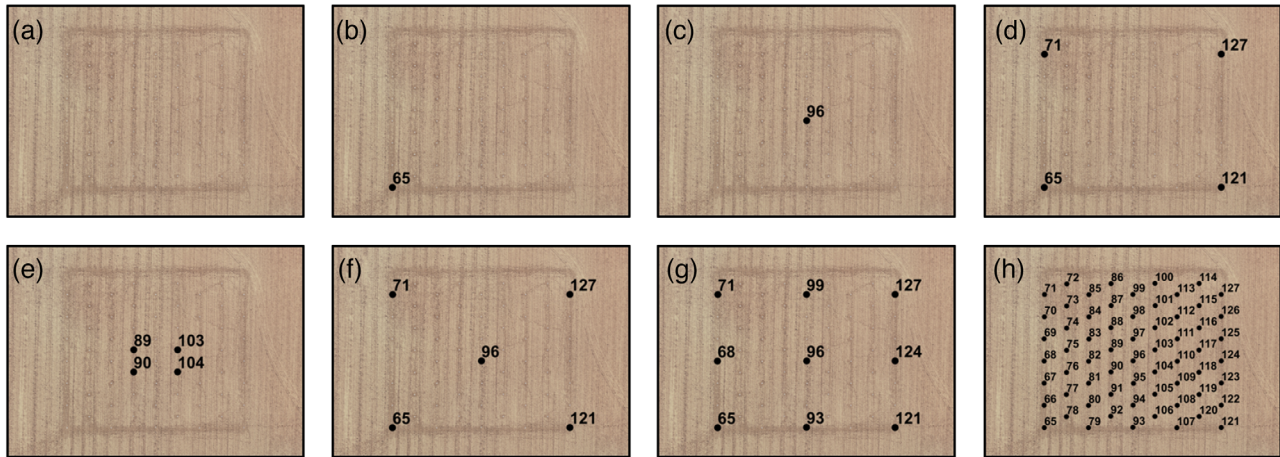 (a)
(b)
65
(c)
96
(d)
71 127
65 121
(e)
89 103
90 104
(f)
71 127
96
65 121
(g)
71 99 127
68 96 124
65 93 121
(h)
72 86 100 114
71 85 99 113 127
73 87 101 115
70 84 98 112 126
74 88 102 116
69 83 97 111 125
75 89 103 117
68 82 96 110 124
76 90 104 118
67 81 95 109 123
77 91 105 119
66 80 94 108 122
78 92 106 120
65 79 93 107 121